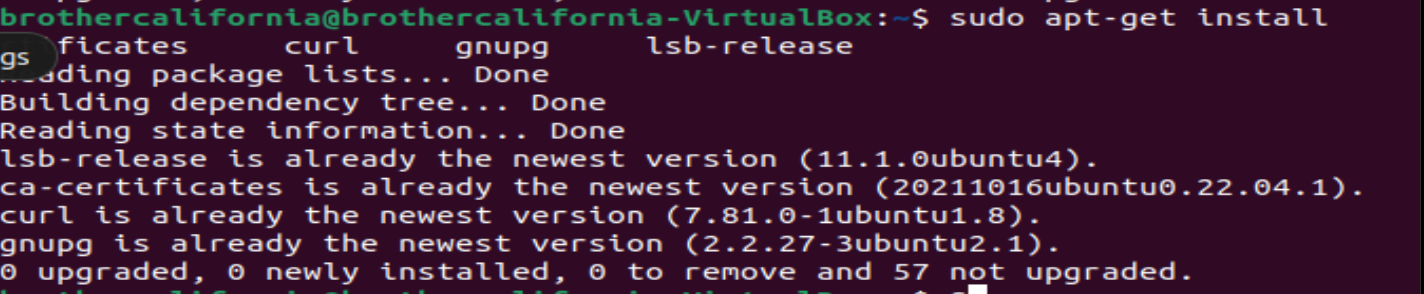 brothercalifornia@brothercalifornia-VirtualBox:~$ sudo apt-get install
ficates     curl     gnupg     lsb-release
gs
ading package lists... Done
Building dependency tree... Done
Reading state information... Done
lsb-release is already the newest version (11.1.0ubuntu4).
ca-certificates is already the newest version (20211016ubuntu0.22.04.1).
curl is already the newest version (7.81.0-1ubuntu1.8).
gnupg is already the newest version (2.2.27-3ubuntu2.1).
0 upgraded, 0 newly installed, 0 to remove and 57 not upgraded.